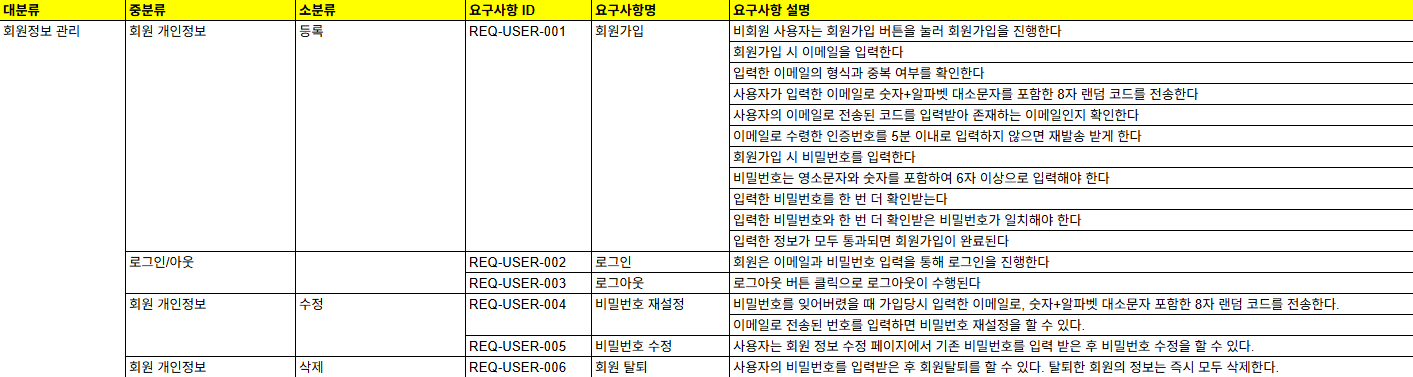 대분류 중분류 소분류 요구사항 ID 요구사항명 요구사항 설명
회원정보 관리 회원 개인정보 등록 REQ-USER-001 회원가입 비회원 사용자는 회원가입 버튼을 눌러 회원가입을 진행한다
회원가입 시 이메일을 입력한다
입력한 이메일의 형식과 중복 여부를 확인한다
사용자가 입력한 이메일로 숫자+알파벳 대소문자를 포함한 8자 랜덤 코드를 전송한다
사용자의 이메일로 전송된 코드를 입력받아 존재하는 이메일인지 확인한다
이메일로 수령한 인증번호를 5분 이내로 입력하지 않으면 재발송 받게 한다
회원가입 시 비밀번호를 입력한다
비밀번호는 영소문자와 숫자를 포함하여 6자 이상으로 입력해야 한다
입력한 비밀번호를 한 번 더 확인받는다
입력한 비밀번호와 한 번 더 확인받은 비밀번호가 일치해야 한다
입력한 정보가 모두 통과되면 회원가입이 완료된다
로그인/아웃 REQ-USER-002 로그인 회원은 이메일과 비밀번호 입력을 통해 로그인을 진행한다
REQ-USER-003 로그아웃 로그아웃 버튼 클릭으로 로그아웃이 수행된다
회원 개인정보 수정 REQ-USER-004 비밀번호 재설정 비밀번호를 잊어버렸을 때 가입당시 입력한 이메일로, 숫자+알파벳 대소문자 포함한 8자 랜덤 코드를 전송한다.
이메일로 전송된 번호를 입력하면 비밀번호 재설정을 할 수 있다.
REQ-USER-005 비밀번호 수정 사용자는 회원 정보 수정 페이지에서 기존 비밀번호를 입력 받은 후 비밀번호 수정을 할 수 있다.
회원 개인정보 삭제 REQ-USER-006 회원 탈퇴 사용자의 비밀번호를 입력받은 후 회원탈퇴를 할 수 있다. 탈퇴한 회원의 정보는 즉시 모두 삭제한다.